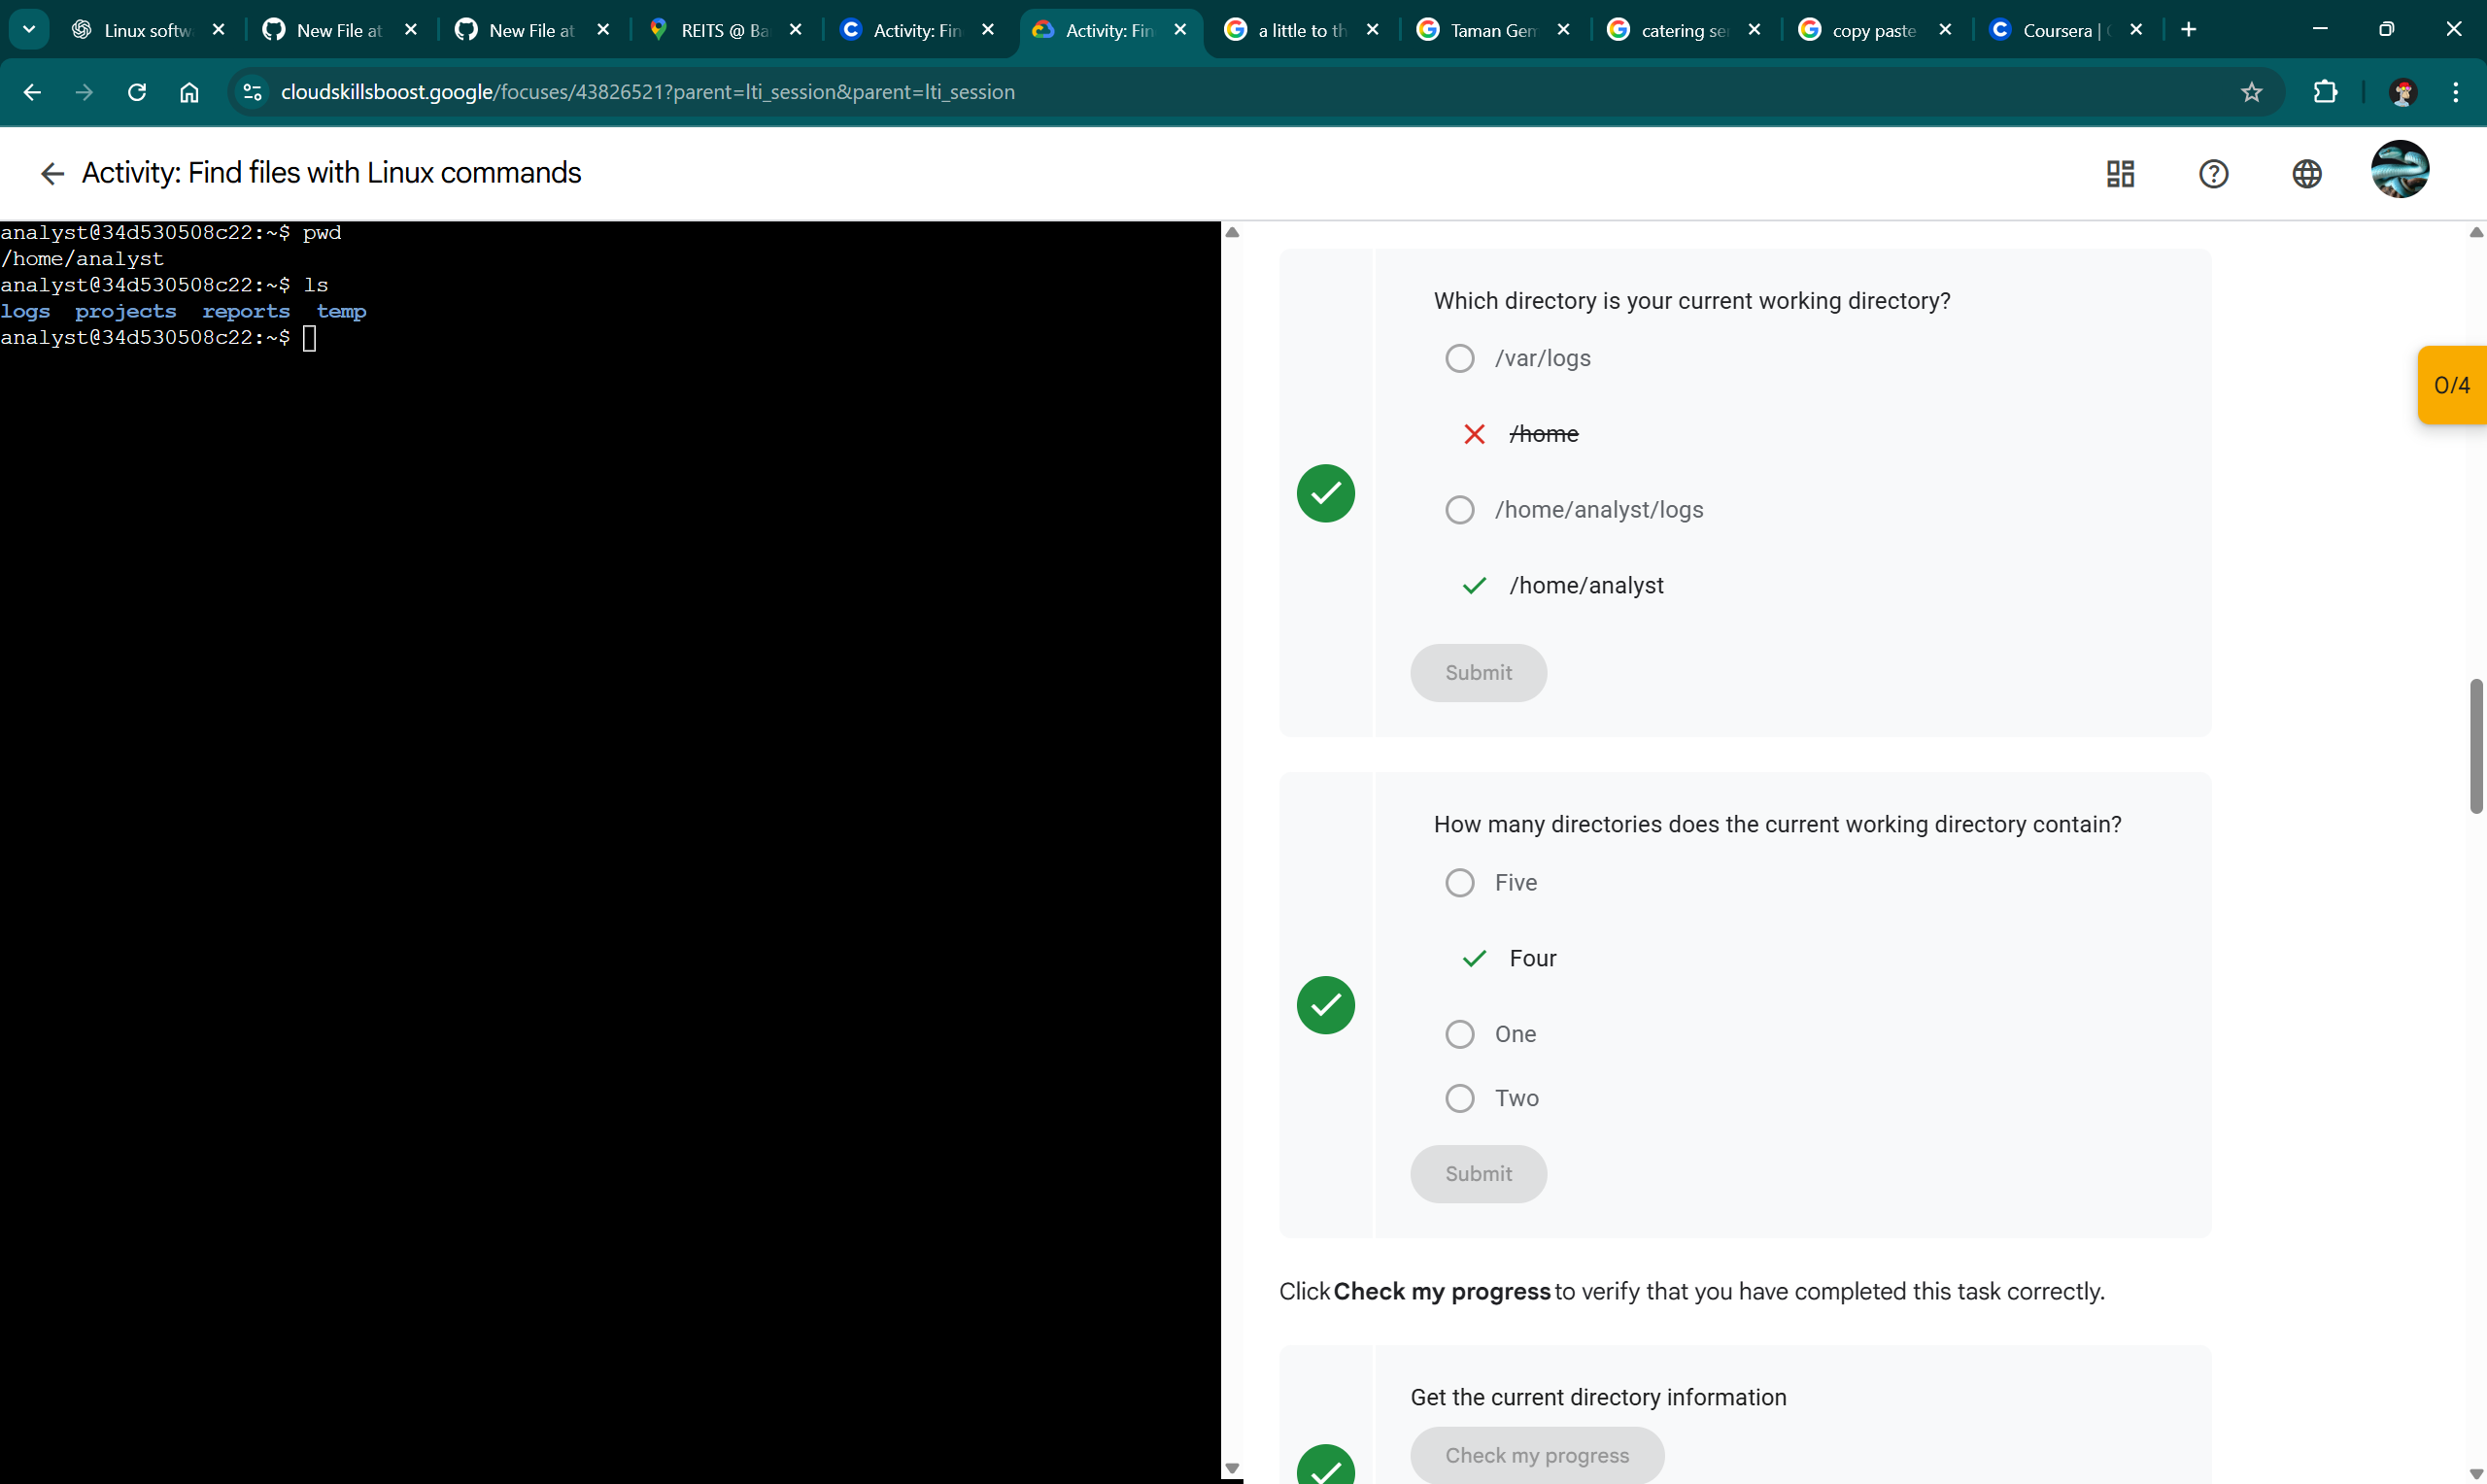 Linux softw
New File at
New File at
REITS @ Ba
Activity: Fin
Activity: Fin
a little to th
Taman Gem
catering se
copy paste
Coursera |
cloudskillsboost.google/focuses/43826521?parent=lti_session&parent=lti_session
Activity: Find files with Linux commands
analyst@34d530508c22:~$ pwd
/home/analyst
analyst@34d530508c22:~$ ls
logs projects reports temp
analyst@34d530508c22:~$
Which directory is your current working directory?
/var/logs
/home
/home/analyst/logs
/home/analyst
Submit
0/4
How many directories does the current working directory contain?
Five
Four
One
Two
Submit
Click Check my progress to verify that you have completed this task correctly.
Get the current directory information
Check my progress